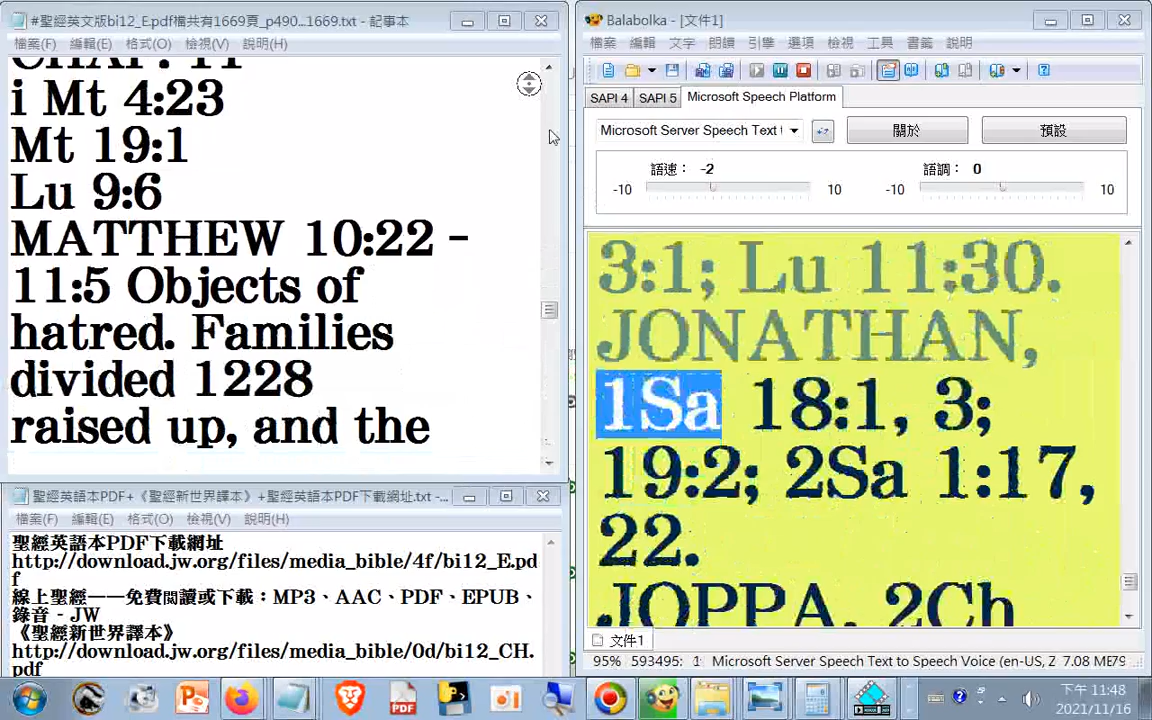 #聖經英文版bi12_E.pdf檔共有1669頁_p490...1669.txt - 記事本
檔案(F) 編輯(E) 格式(O) 檢視(V) 說明(H)
CHAP. 11
i Mt 4:23
Mt 19:1
Lu 9:6
MATTHEW 10:22 -
11:5 Objects of
hatred. Families
divided 1228
raised up, and the
聖經英語本PDF+《聖經新世界譯本》+聖經英語本PDF下載網址.txt - ...
檔案(F) 編輯(E) 格式(O) 檢視(V) 說明(H)
聖經英語本PDF下載網址
http://download.jw.org/files/media_bible/4f/bi12_E.pd
f
線上聖經——免費閱讀或下載：MP3、AAC、PDF、EPUB、
錄音 - JW
《聖經新世界譯本》
http://download.jw.org/files/media_bible/0d/bi12_CH.
pdf
Balabolka - [文件1]
檔案 編輯 文字 朗讀 引擎 選項 檢視 工具 書籤 說明
SAPI 4 SAPI 5 Microsoft Speech Platform
Microsoft Server Speech Text t 關於 預設
語速： -2 語調： 0
-10 10 -10 10
3:1; Lu 11:30.
JONATHAN,
1Sa 18:1, 3;
19:2; 2Sa 1:17,
22.
JOPPA, 2Ch
文件1
95% 593495: 1 Microsoft Server Speech Text to Speech Voice (en-US, Z 7.08 ME79
PDF
下午 11:48
2021/11/16